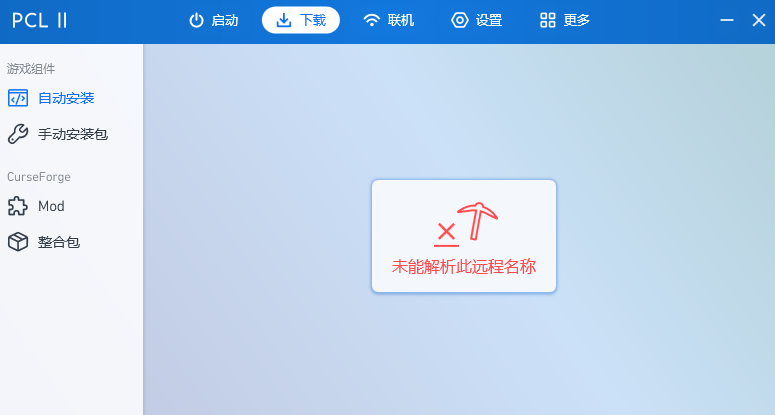 PCL II 启动 下载 联机 设置 更多
游戏组件
自动安装
手动安装包
CurseForge
Mod
整合包
未能解析此远程名称